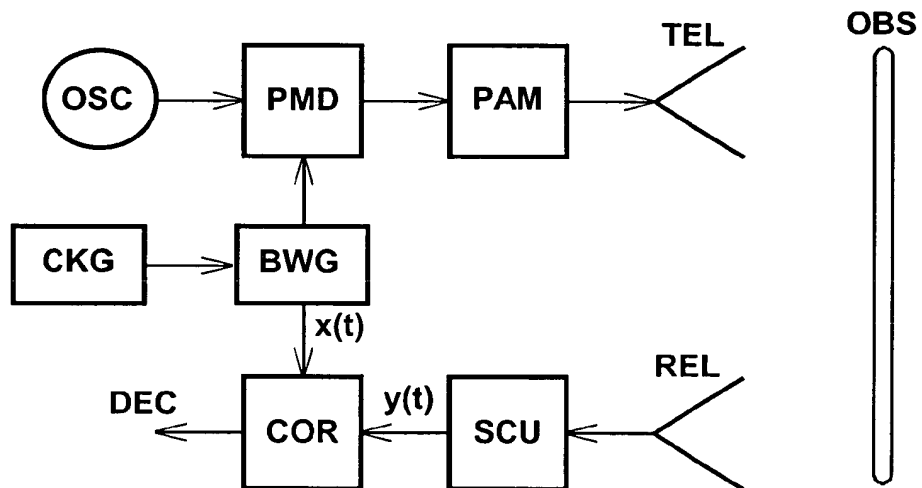 OBS
TEL
OSC
PMD
PAM
CKG
BWG
x(t)
REL
DEC
y(t)
COR
SCU